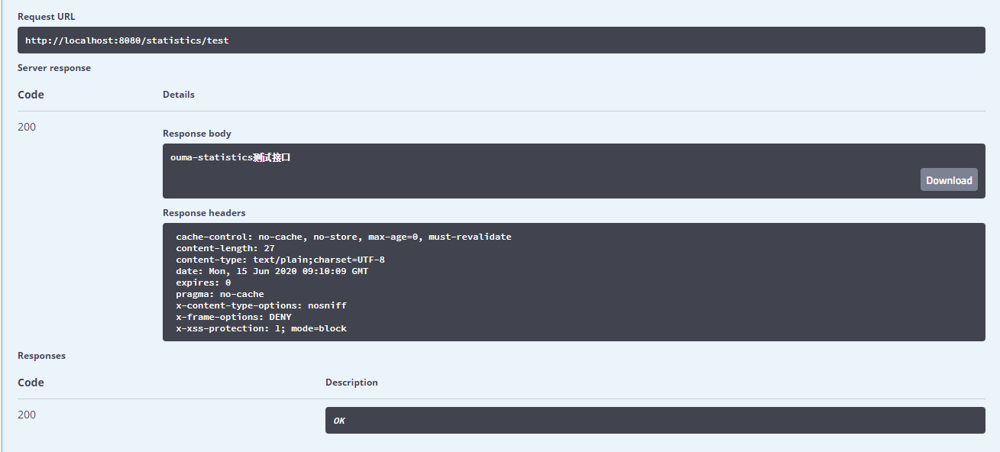 Request URL
http://localhost:8080/statistics/test
Server response
Code Details
200
Response body
ouma-statistics测试接口
Download
Response headers
cache-control: no-cache, no-store, max-age=0, must-revalidate
content-length: 27
content-type: text/plain;charset=UTF-8
date: Mon, 15 Jun 2020 09:10:09 GMT
expires: 0
pragma: no-cache
x-content-type-options: nosniff
x-frame-options: DENY
x-xss-protection: 1; mode=block
Responses
Code Description
200
OK